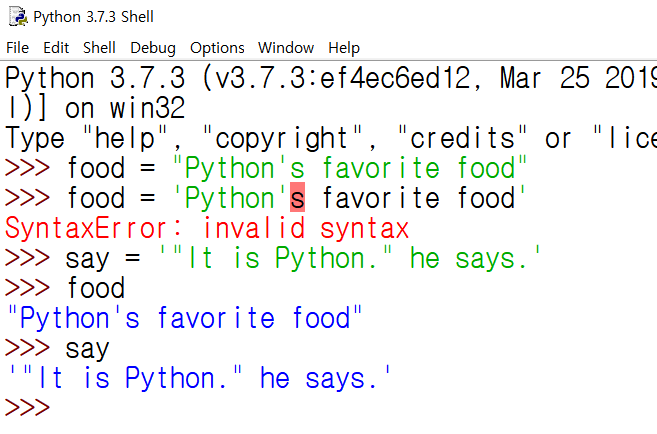 Python 3.7.3 Shell
File Edit Shell Debug Options Window Help
Python 3.7.3 (v3.7.3:ef4ec6ed12, Mar 25 2019
l)] on win32
Type "help", "copyright", "credits" or "lice
>>> food = "Python's favorite food"
>>> food = 'Python's favorite food'
SyntaxError: invalid syntax
>>> say = '"It is Python." he says.'
>>> food
"Python's favorite food"
>>> say
'"It is Python." he says.'
>>>